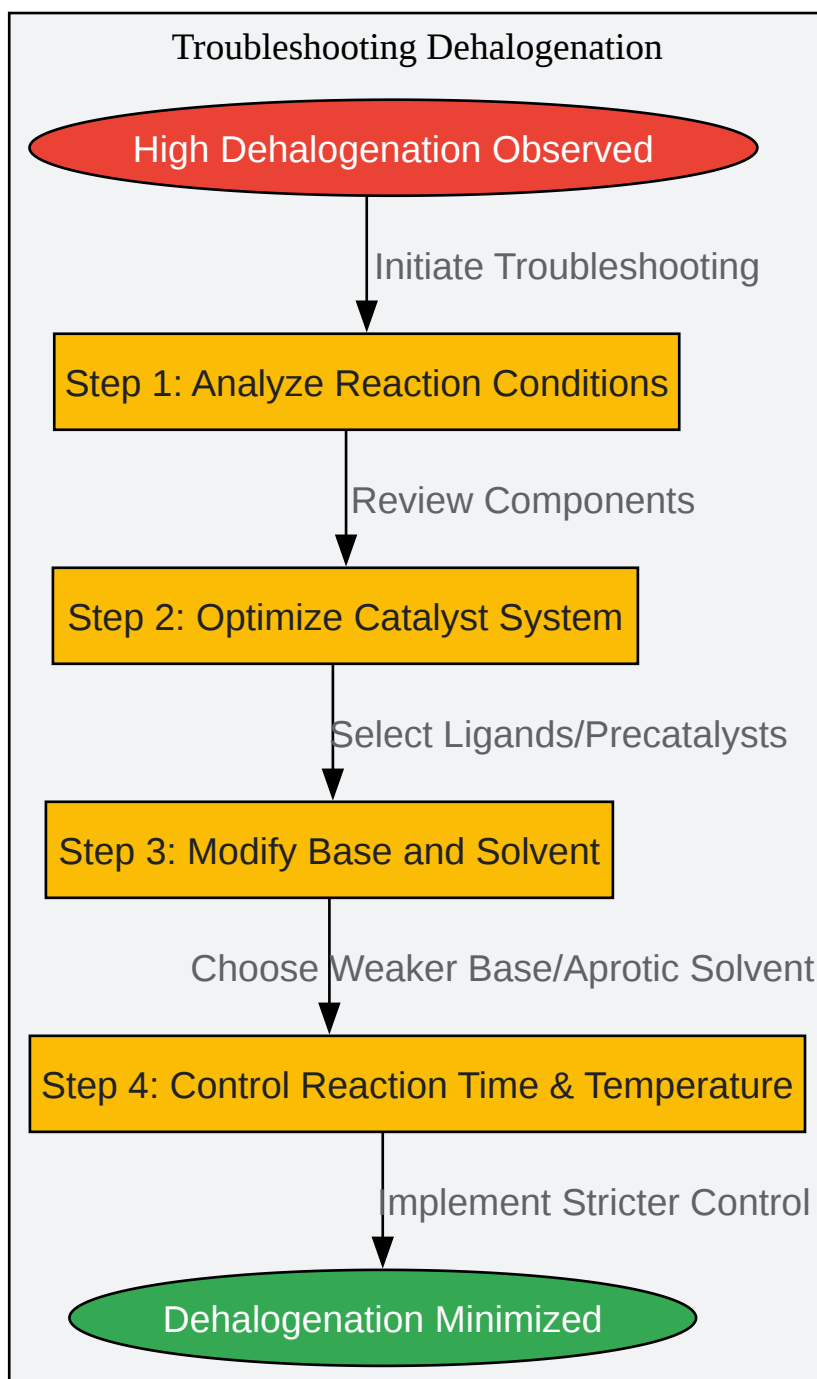 Troubleshooting Dehalogenation
High Dehalogenation Observed
Initiate Troubleshooting
Step 1: Analyze Reaction Conditions
Review Components
Step 2: Optimize Catalyst System
Select Ligands/Precatalysts
Step 3: Modify Base and Solvent
Choose Weaker Base/Aprotic Solvent
Step 4: Control Reaction Time & Temperature
Implement Stricter Control
Dehalogenation Minimized